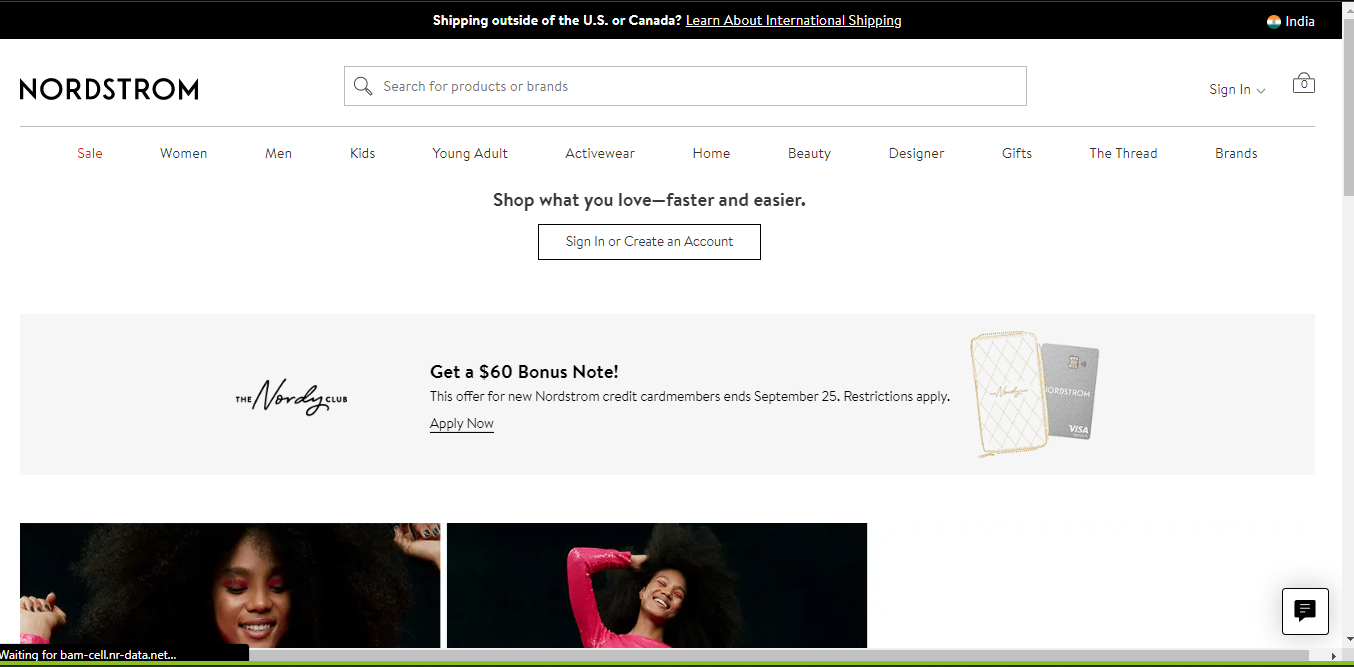 Shipping outside of the U.S. or Canada? Learn About International Shipping
India
NORDSTROM
Search for products or brands
Sign In
0
Sale Women Men Kids Young Adult Activewear Home Beauty Designer Gifts The Thread Brands
Shop what you love—faster and easier.
Sign In or Create an Account
THE Nordy CLUB
Get a $60 Bonus Note!
This offer for new Nordstrom credit cardmembers ends September 25. Restrictions apply.
Apply Now
Nordy
NORDSTROM
VISA
Waiting for bam-cell.nr-data.net...